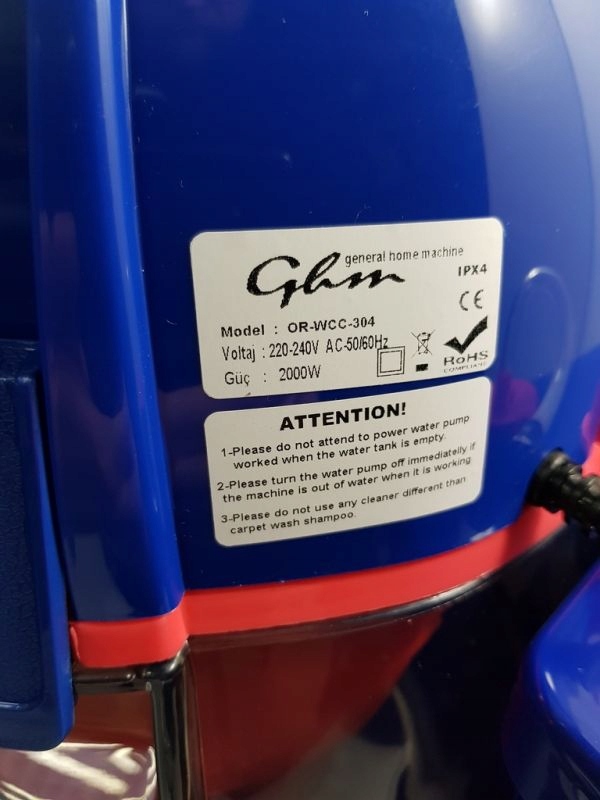 Ghm general home machine
IPX4
CE
Model : OR-WCC-304
Voltaj : 220-240V AC-50/60Hz
Güç : 2000W
RoHS
COMPLIANT
ATTENTION!
1-Please do not attend to power water pump
worked when the water tank is empty.
2-Please turn the water pump off immediatelly if
the machine is out of water when it is working
3-Please do not use any cleaner different than
carpet wash shampoo.